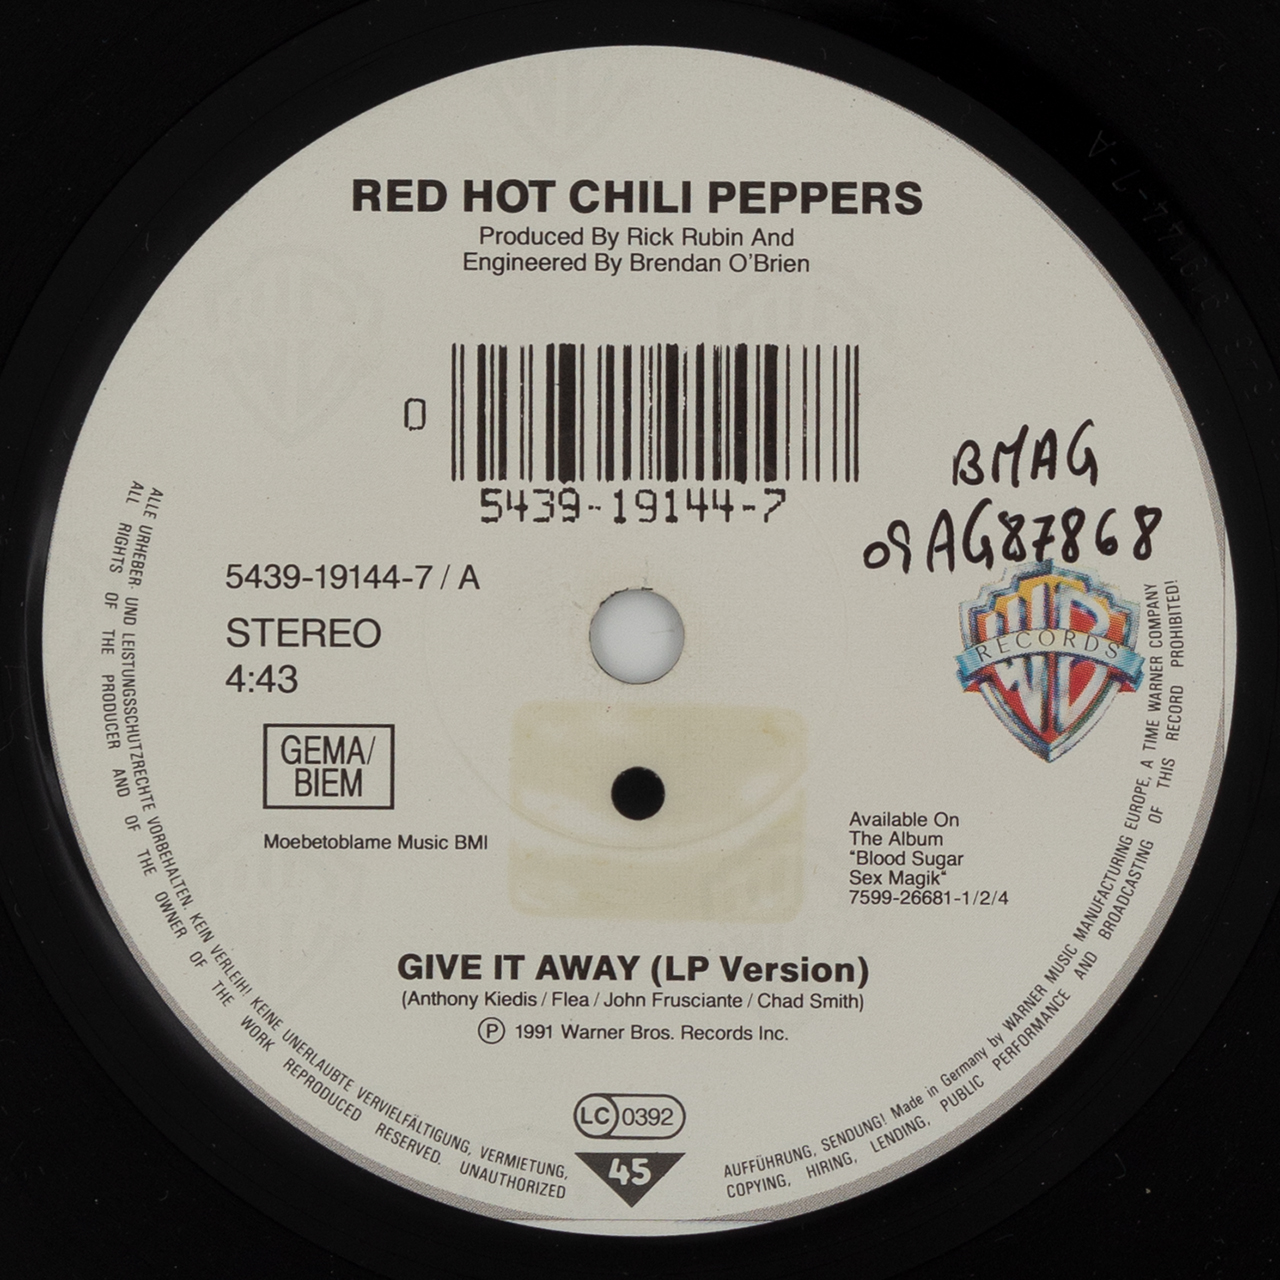 RED HOT CHILI PEPPERS
Produced By Rick Rubin And
Engineered By Brendan O'Brien
0
5439-19144-7
BMAG
09AG87868
5439-19144-7 / A
STEREO
4:43
GEMA/
BIEM
Moebetoblame Music BMI
WB
RECORDS
Available On
The Album
"Blood Sugar
Sex Magik"
7599-26681-1/2/4
GIVE IT AWAY (LP Version)
(Anthony Kiedis / Flea / John Frusciante / Chad Smith)
Ⓟ 1991 Warner Bros. Records Inc.
LC 0392
45
ALLE URHEBER- UND LEISTUNGSSCHUTZRECHTE VORBEHALTEN. KEIN VERLEIH! KEINE UNERLAUBTE VERVIELFÄLTIGUNG, VERMIETUNG, AUFFÜHRUNG, SENDUNG! Made in Germany by WARNER MUSIC MANUFACTURING EUROPE, A TIME WARNER COMPANY
ALL RIGHTS OF THE PRODUCER AND OF THE OWNER OF THE WORK REPRODUCED RESERVED. UNAUTHORIZED COPYING, HIRING, LENDING, PUBLIC PERFORMANCE AND BROADCASTING OF THIS RECORD PROHIBITED!